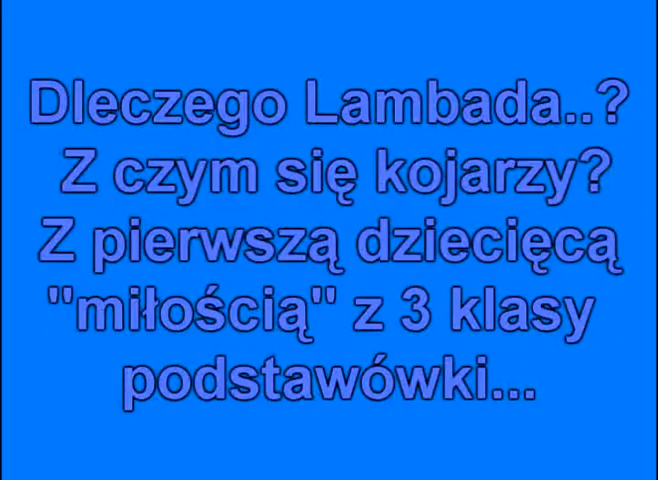 Dleczego Lambada..?
Z czym się kojarzy?
Z pierwszą dziecięcą
"miłością" z 3 klasy
podstawówki...